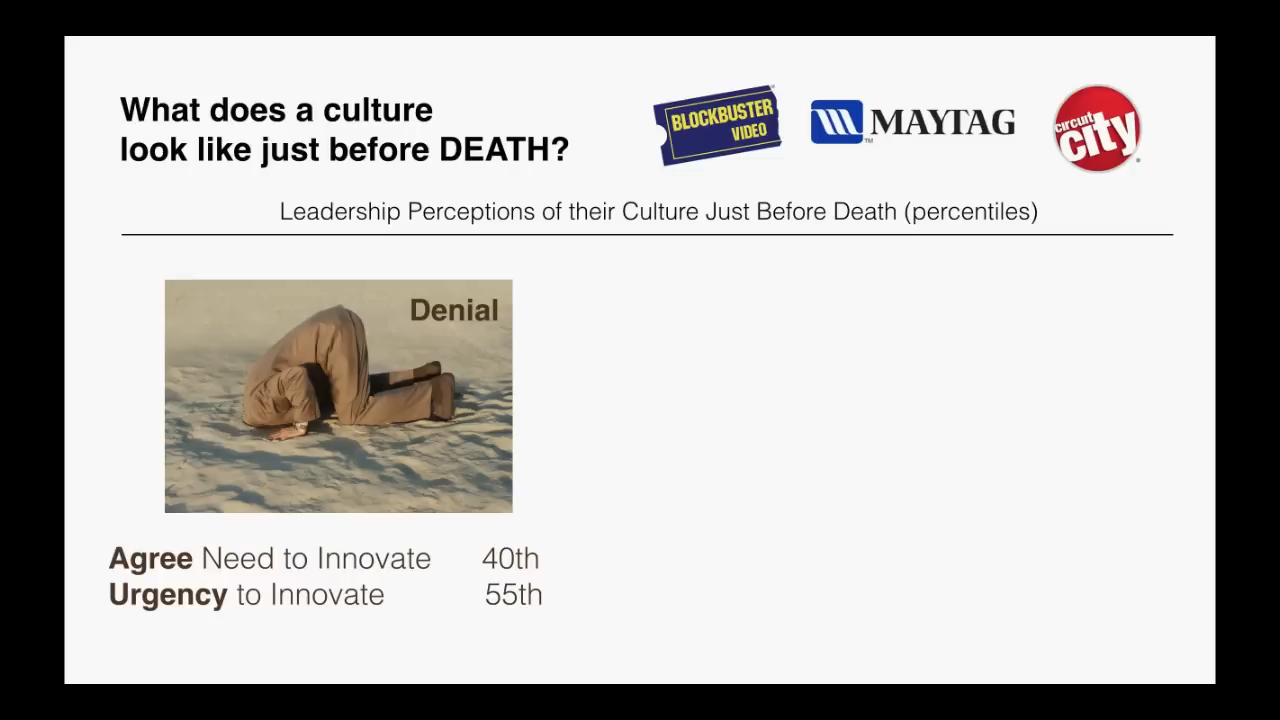 What does a culture
look like just before DEATH?
BLOCKBUSTER
VIDEO
MAYTAG
TM
circuit
city
Leadership Perceptions of their Culture Just Before Death (percentiles)
Denial
Agree Need to Innovate 40th
Urgency to Innovate 55th